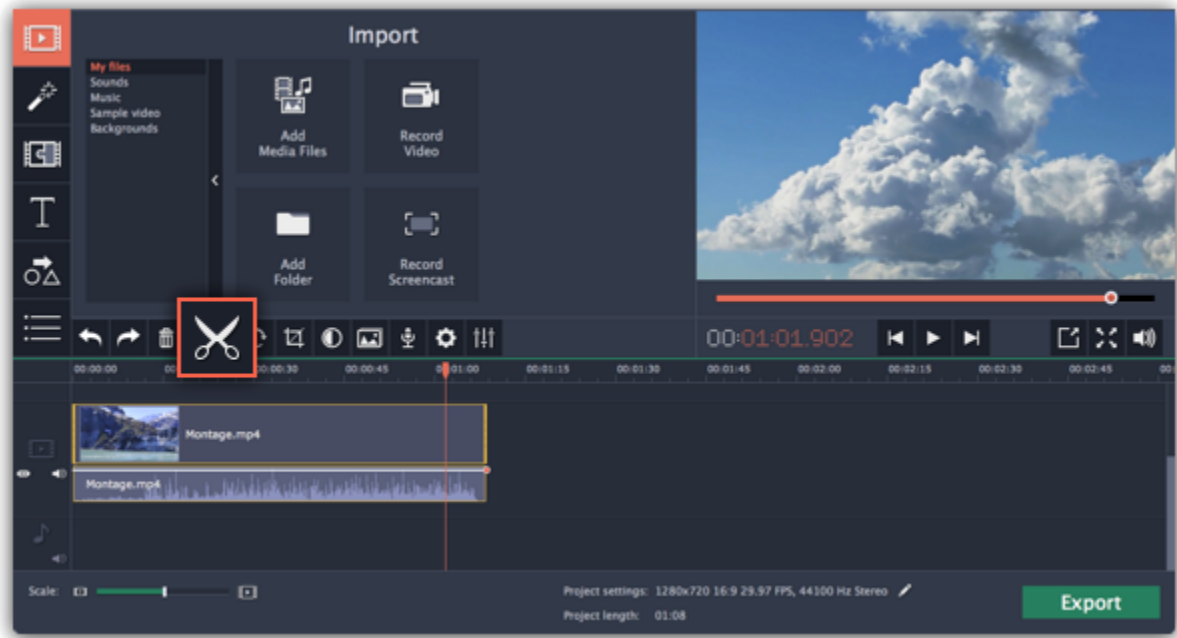 Import
My files
Sounds
Music
Sample video
Backgrounds
Add
Media Files
Record
Video
Add
Folder
Record
Screencast
00:01:01.902
00:00:00
00:00:30
00:00:45
00:01:15
00:01:30
00:01:45
00:02:00
00:02:15
00:02:30
00:02:45
Montage.mp4
Montage.mp4
Scale:
Project settings: 1280x720 16:9 29.97 FPS, 44100 Hz Stereo
Project length: 01:08
Export